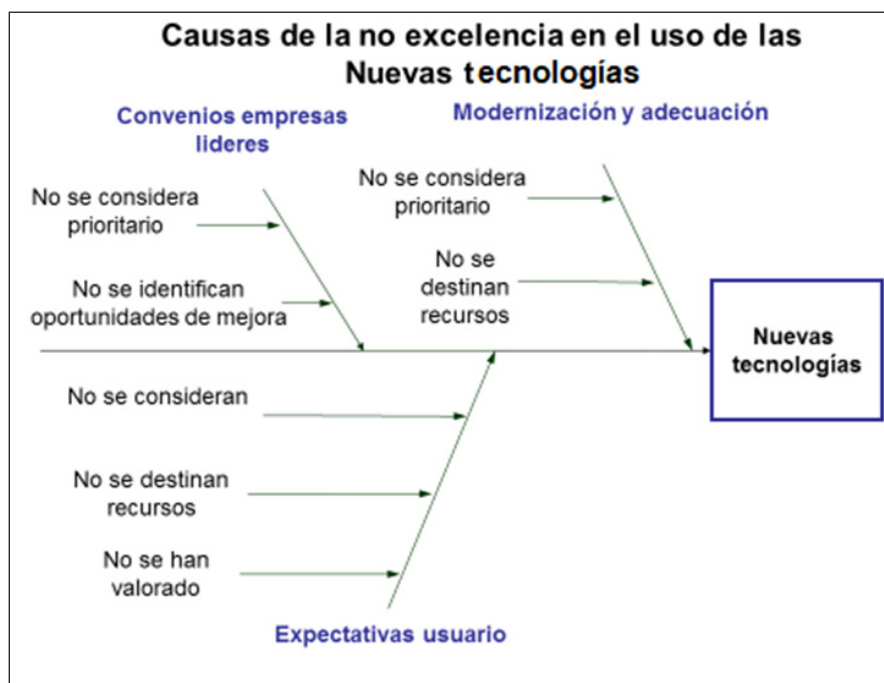 Causas de la no excelencia en el uso de las
Nuevas tecnologías
Convenios empresas
lideres
Modernización y adecuación
No se considera
prioritario
No se considera
prioritario
No se identifican
oportunidades de mejora
No se
destinan
recursos
Nuevas
tecnologías
No se consideran
No se destinan
recursos
No se han
valorado
Expectativas usuario